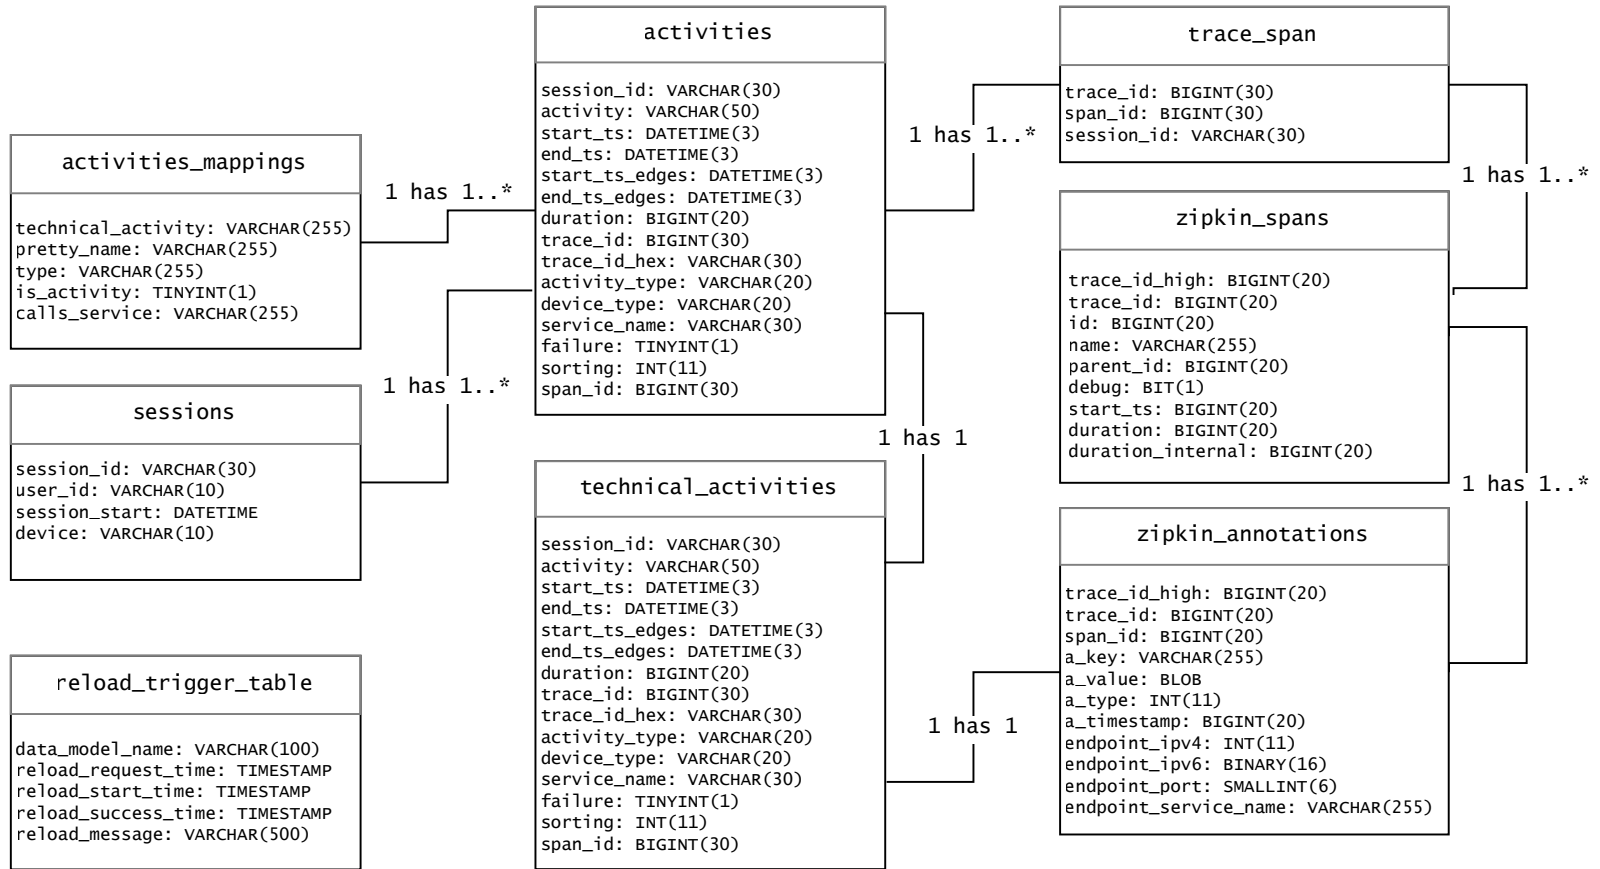 activities_mappings
technical_activity: VARCHAR(255)
pretty_name: VARCHAR(255)
type: VARCHAR(255)
is_activity: TINYINT(1)
calls_service: VARCHAR(255)
1 has 1..*
sessions
session_id: VARCHAR(30)
user_id: VARCHAR(10)
session_start: DATETIME
device: VARCHAR(10)
1 has 1..*
reload_trigger_table
data_model_name: VARCHAR(100)
reload_request_time: TIMESTAMP
reload_start_time: TIMESTAMP
reload_success_time: TIMESTAMP
reload_message: VARCHAR(500)
activities
session_id: VARCHAR(30)
activity: VARCHAR(50)
start_ts: DATETIME(3)
end_ts: DATETIME(3)
start_ts_edges: DATETIME(3)
end_ts_edges: DATETIME(3)
duration: BIGINT(20)
trace_id: BIGINT(30)
trace_id_hex: VARCHAR(30)
activity_type: VARCHAR(20)
device_type: VARCHAR(20)
service_name: VARCHAR(30)
failure: TINYINT(1)
sorting: INT(11)
span_id: BIGINT(30)
1 has 1..*
1 has 1
technical_activities
session_id: VARCHAR(30)
activity: VARCHAR(50)
start_ts: DATETIME(3)
end_ts: DATETIME(3)
start_ts_edges: DATETIME(3)
end_ts_edges: DATETIME(3)
duration: BIGINT(20)
trace_id: BIGINT(30)
trace_id_hex: VARCHAR(30)
activity_type: VARCHAR(20)
device_type: VARCHAR(20)
service_name: VARCHAR(30)
failure: TINYINT(1)
sorting: INT(11)
span_id: BIGINT(30)
1 has 1
trace_span
trace_id: BIGINT(30)
span_id: BIGINT(30)
session_id: VARCHAR(30)
1 has 1..*
zipkin_spans
trace_id_high: BIGINT(20)
trace_id: BIGINT(20)
id: BIGINT(20)
name: VARCHAR(255)
parent_id: BIGINT(20)
debug: BIT(1)
start_ts: BIGINT(20)
duration: BIGINT(20)
duration_internal: BIGINT(20)
1 has 1..*
zipkin_annotations
trace_id_high: BIGINT(20)
trace_id: BIGINT(20)
span_id: BIGINT(20)
a_key: VARCHAR(255)
a_value: BLOB
a_type: INT(11)
a_timestamp: BIGINT(20)
endpoint_ipv4: INT(11)
endpoint_ipv6: BINARY(16)
endpoint_port: SMALLINT(6)
endpoint_service_name: VARCHAR(255)